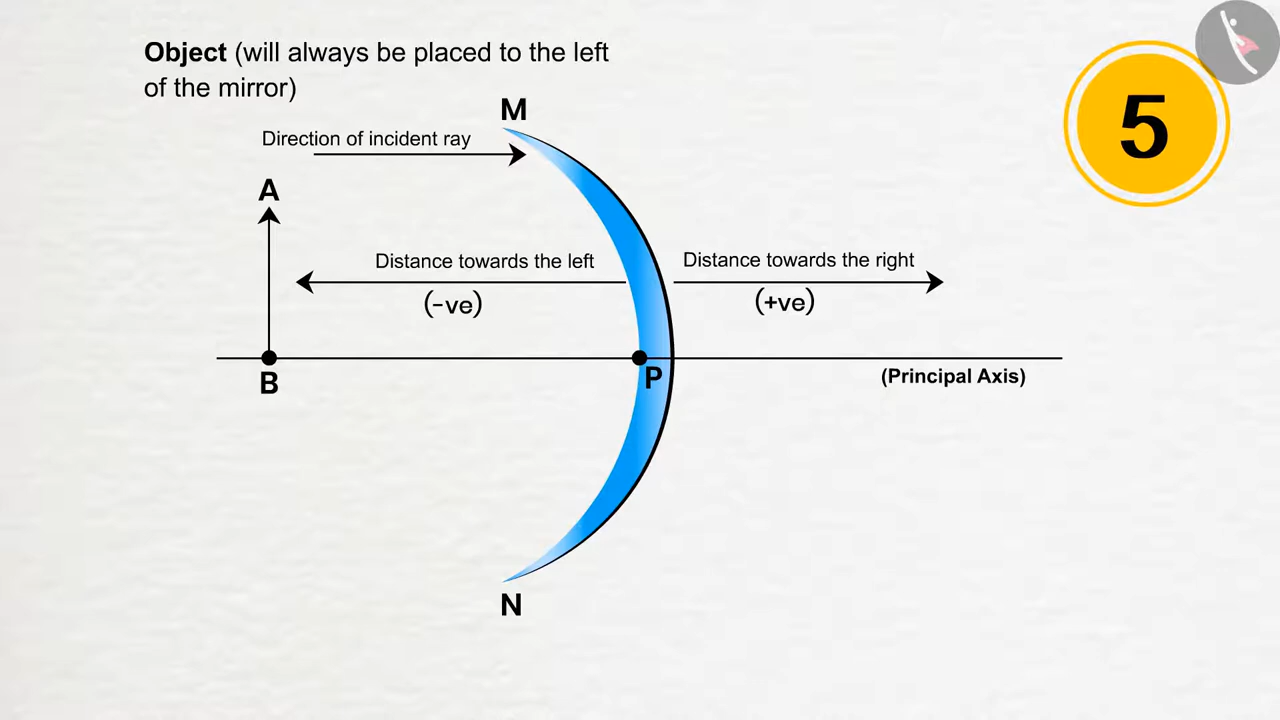 Object (will always be placed to the left
of the mirror)
5
M
Direction of incident ray
A
Distance towards the left
Distance towards the right
(-ve)
(+ve)
B
P
(Principal Axis)
N